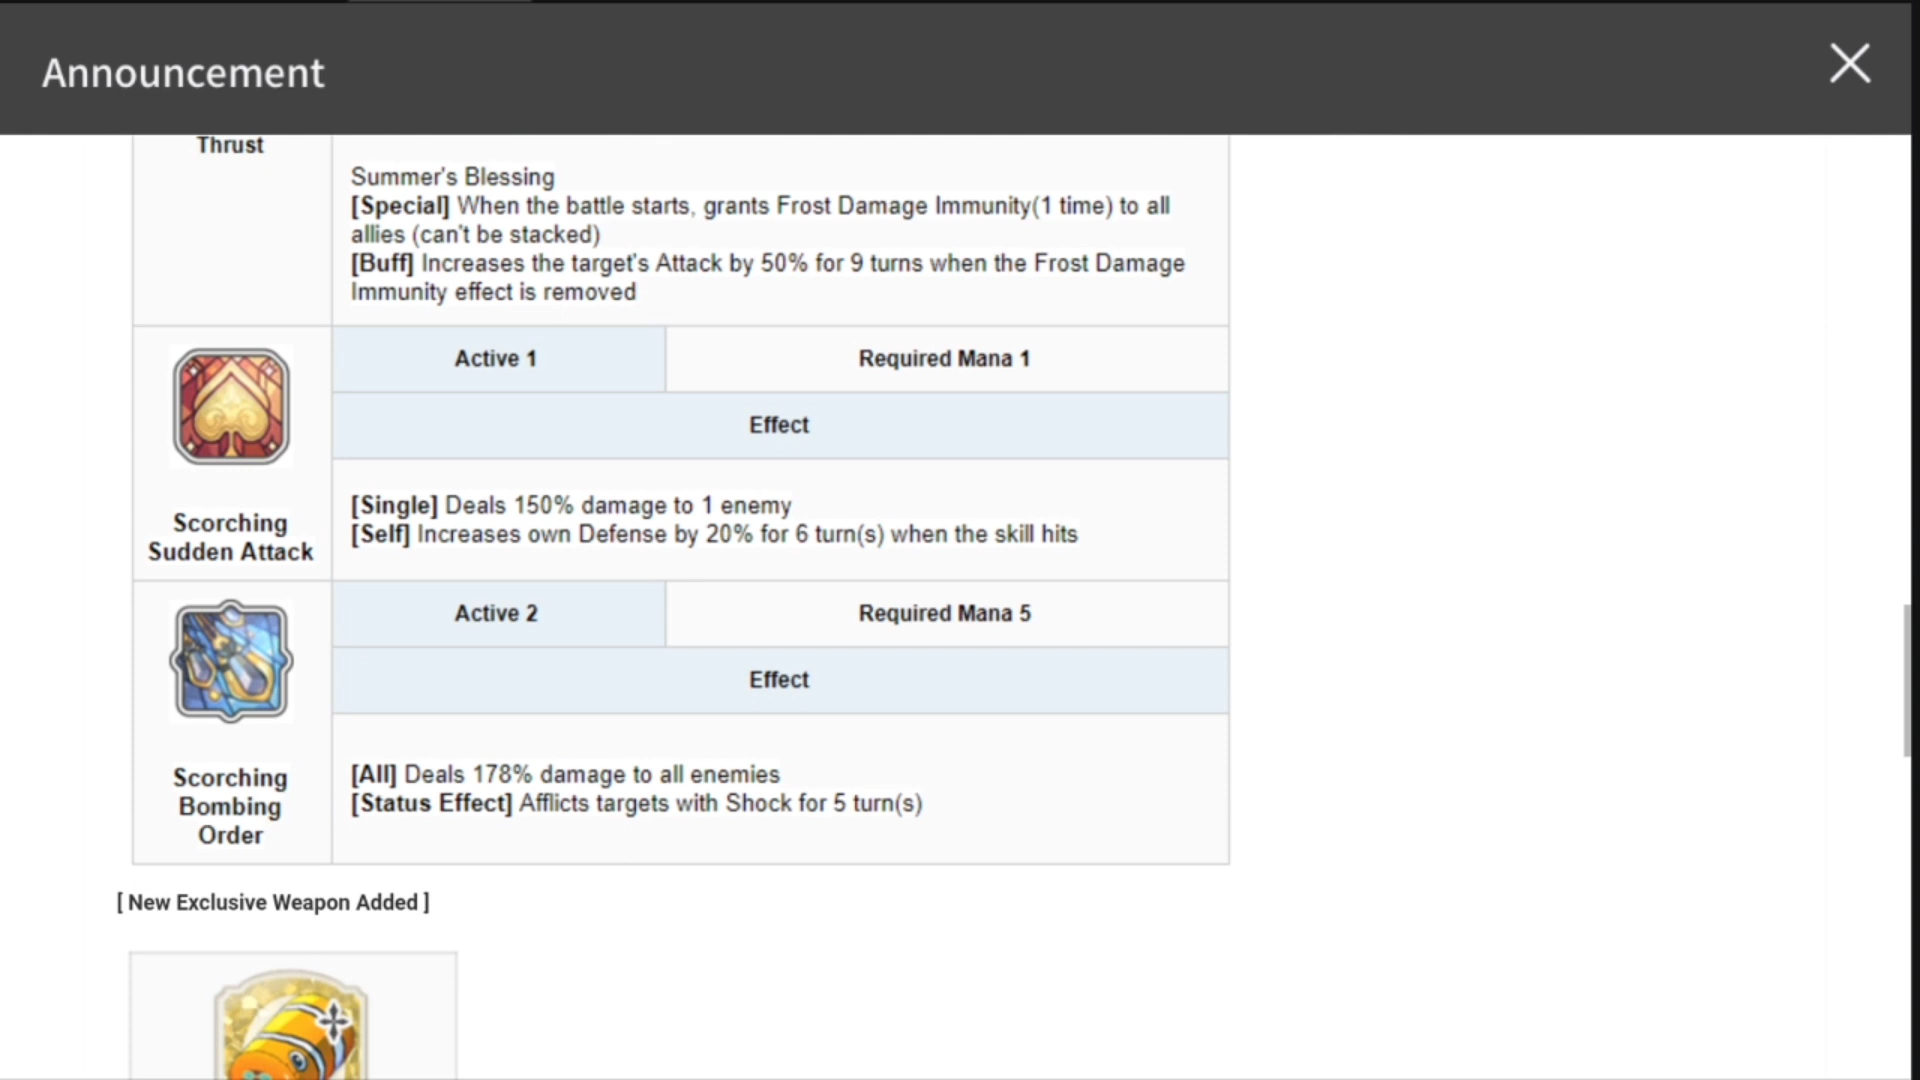 Announcement
Thrust
Summer's Blessing
[Special] When the battle starts, grants Frost Damage Immunity(1 time) to all
allies (can't be stacked)
[Buff] Increases the target's Attack by 50% for 9 turns when the Frost Damage
Immunity effect is removed
Active 1
Required Mana 1
Effect
Scorching
Sudden Attack
[Single] Deals 150% damage to 1 enemy
[Self] Increases own Defense by 20% for 6 turn(s) when the skill hits
Active 2
Required Mana 5
Effect
Scorching
Bombing
Order
[All] Deals 178% damage to all enemies
[Status Effect] Afflicts targets with Shock for 5 turn(s)
[ New Exclusive Weapon Added ]